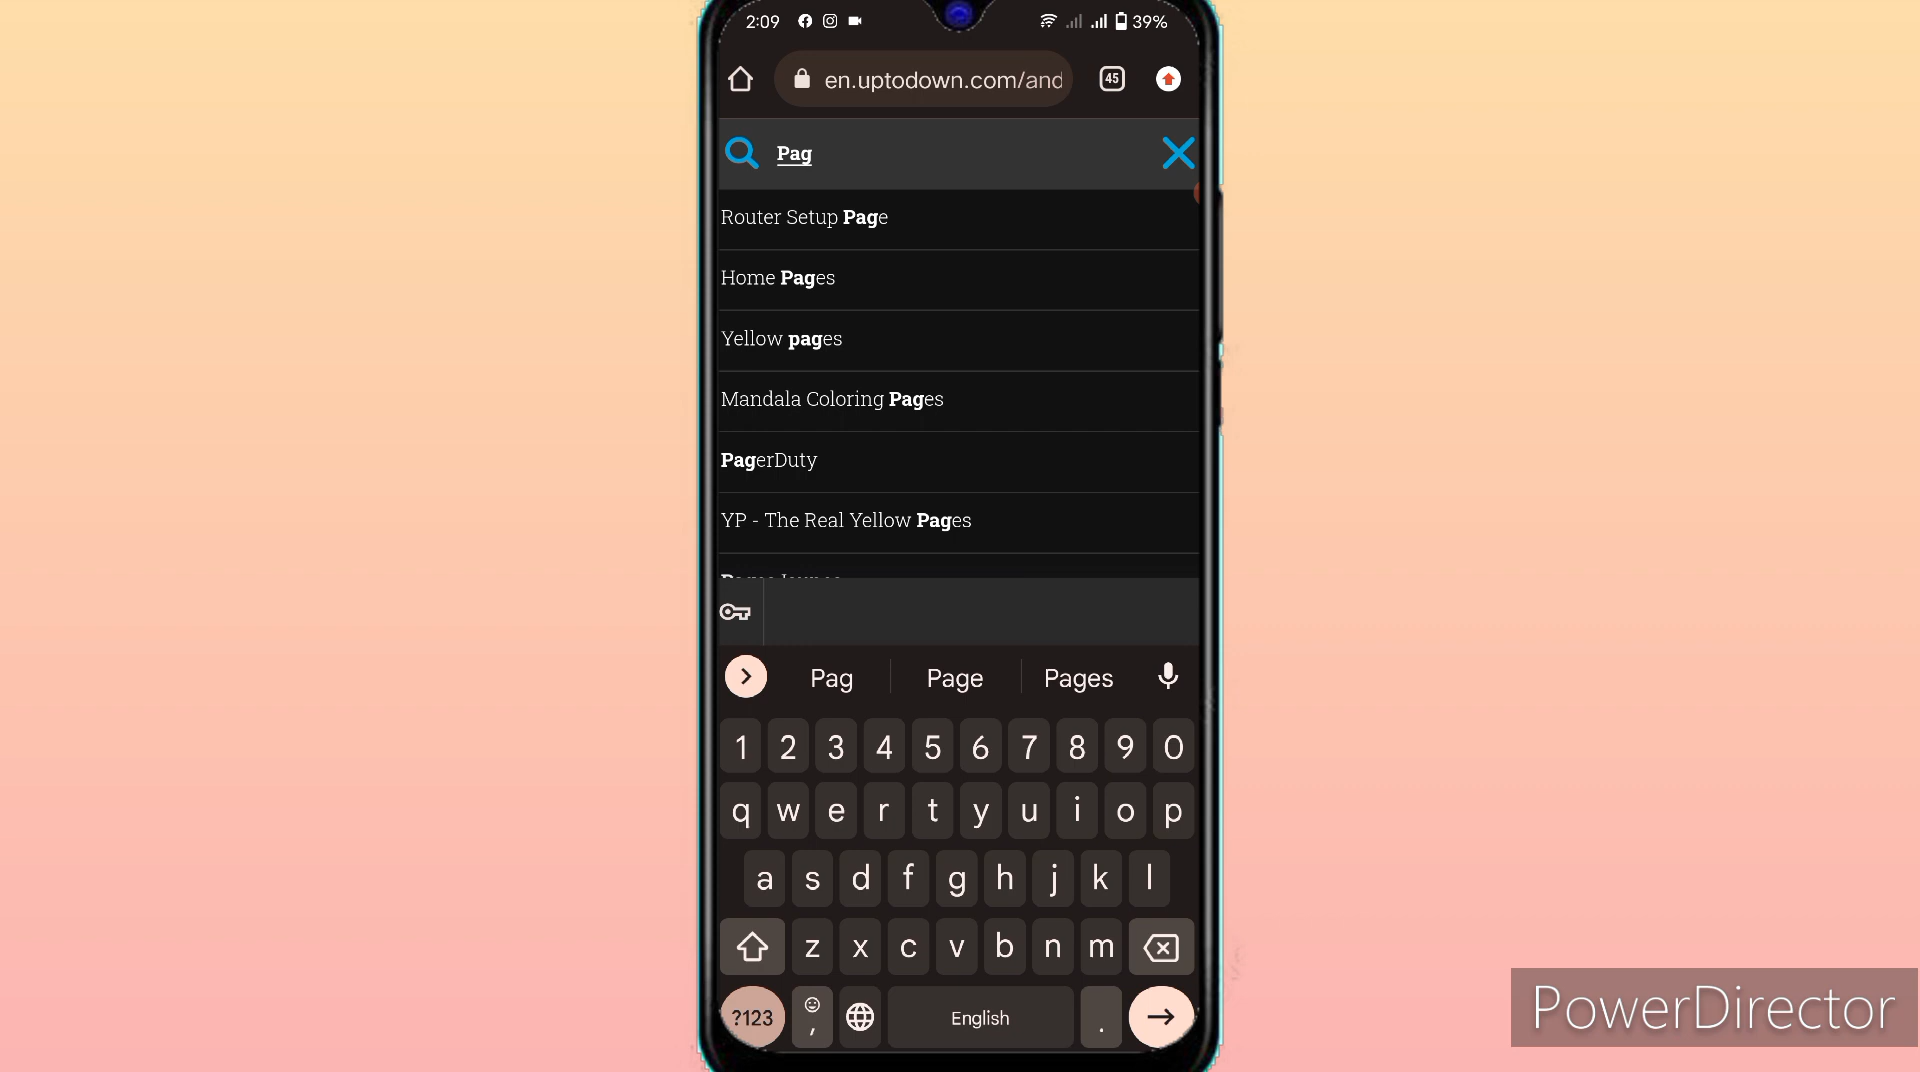 2:09 39%
en.uptodown.com/and 45
Pag
Router Setup Page
Home Pages
Yellow pages
Mandala Coloring Pages
PagerDuty
YP - The Real Yellow Pages
Pag Page Pages
1 2 3 4 5 6 7 8 9 0
q w e r t y u i o p
a s d f g h j k l
z x c v b n m
?123 , English .
PowerDirector